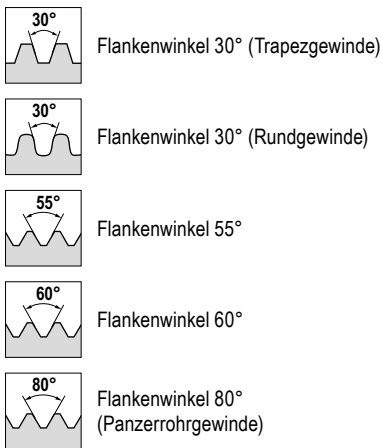 30°
Flankenwinkel 30° (Trapezgewinde)
30°
Flankenwinkel 30° (Rundgewinde)
55°
Flankenwinkel 55°
60°
Flankenwinkel 60°
80°
Flankenwinkel 80°
(Panzerrohrgewinde)